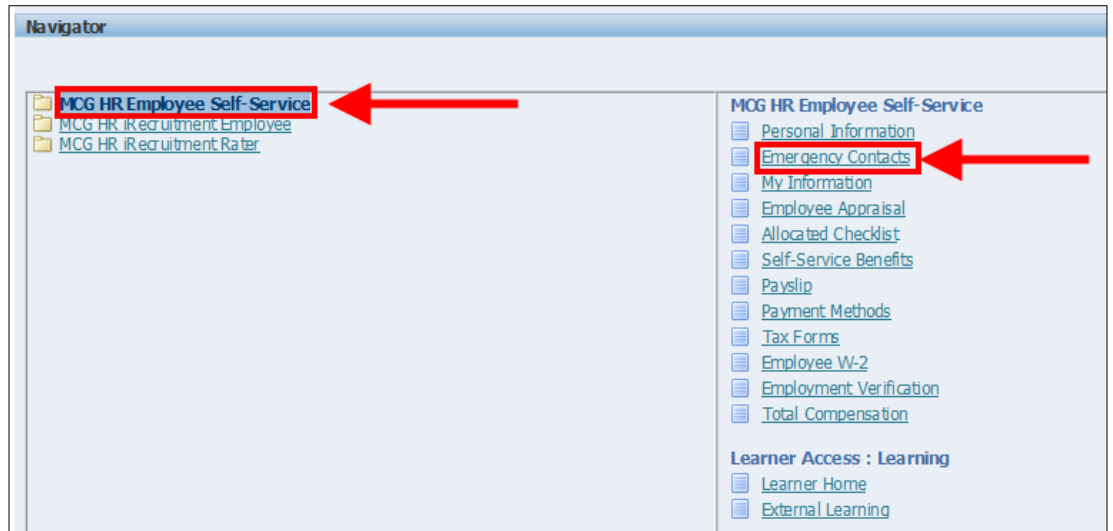 Navigator
MCG HR Employee Self-Service
MCG HR iRecruitment Employee
MCG HR iRecruitment Rater
MCG HR Employee Self-Service
Personal Information
Emergency Contacts
My Information
Employee Appraisal
Allocated Checklist
Self-Service Benefits
Payslip
Payment Methods
Tax Forms
Employee W-2
Employment Verification
Total Compensation
Learner Access : Learning
Learner Home
External Learning